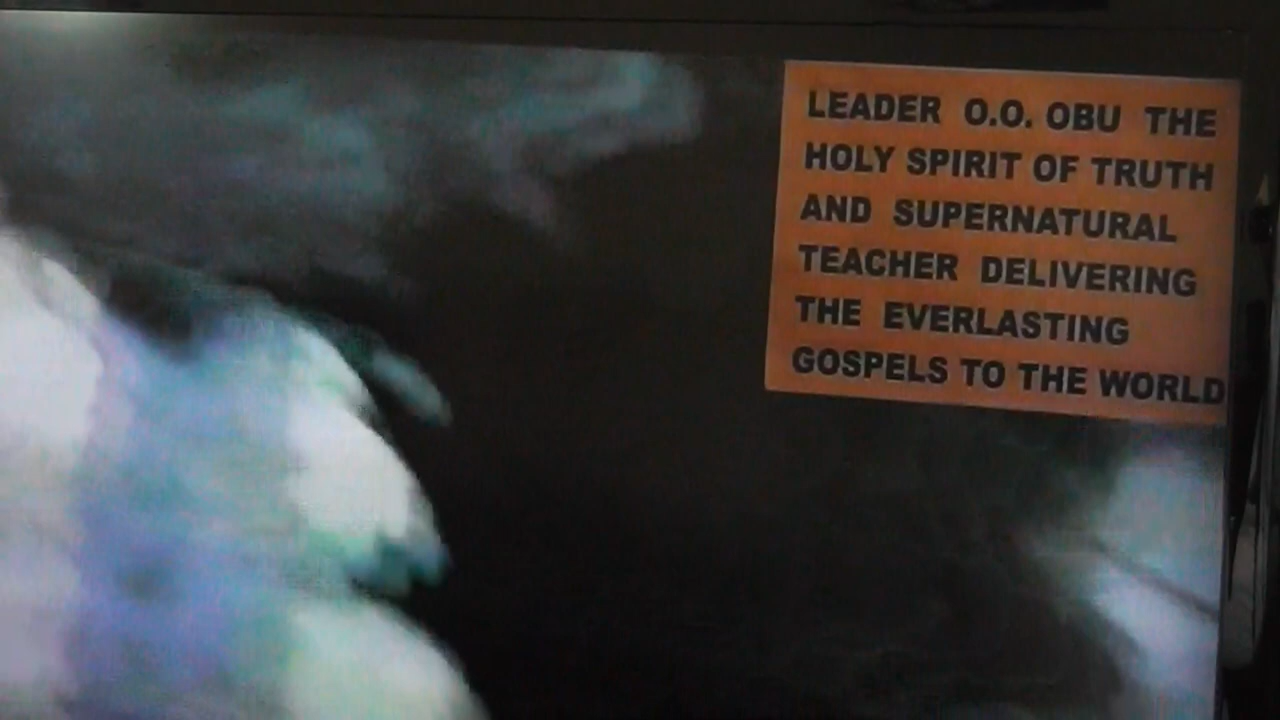 LEADER O.O. OBU THE
HOLY SPIRIT OF TRUTH
AND SUPERNATURAL
TEACHER DELIVERING
THE EVERLASTING
GOSPELS TO THE WORLD